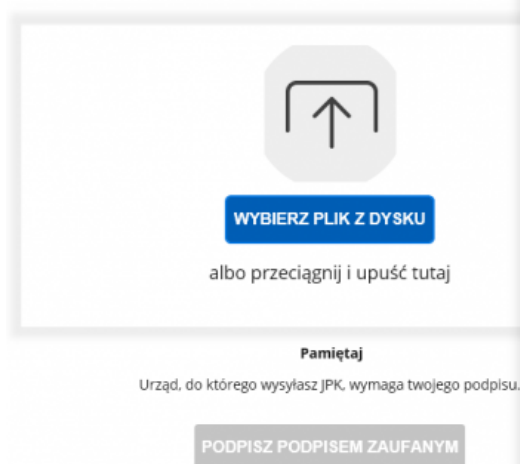 WYBIERZ PLIK Z DYSKU
albo przeciągnij i upuść tutaj
Pamiętaj
Urząd, do którego wysyłasz JPK, wymaga twojego podpisu.
PODPISZ PODPISEM ZAUFANYM